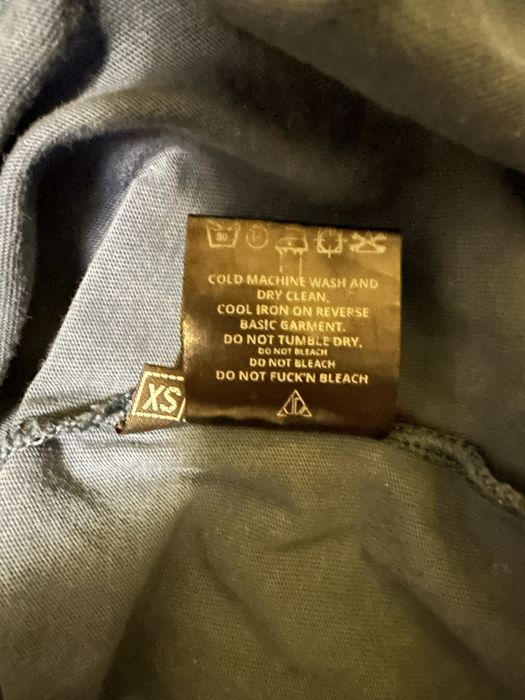 30
COLD MACHINE WASH AND
DRY CLEAN.
COOL IRON ON REVERSE
BASIC GARMENT.
DO NOT TUMBLE DRY.
DO NOT BLEACH
DO NOT BLEACH
DO NOT FUCK'N BLEACH
XS